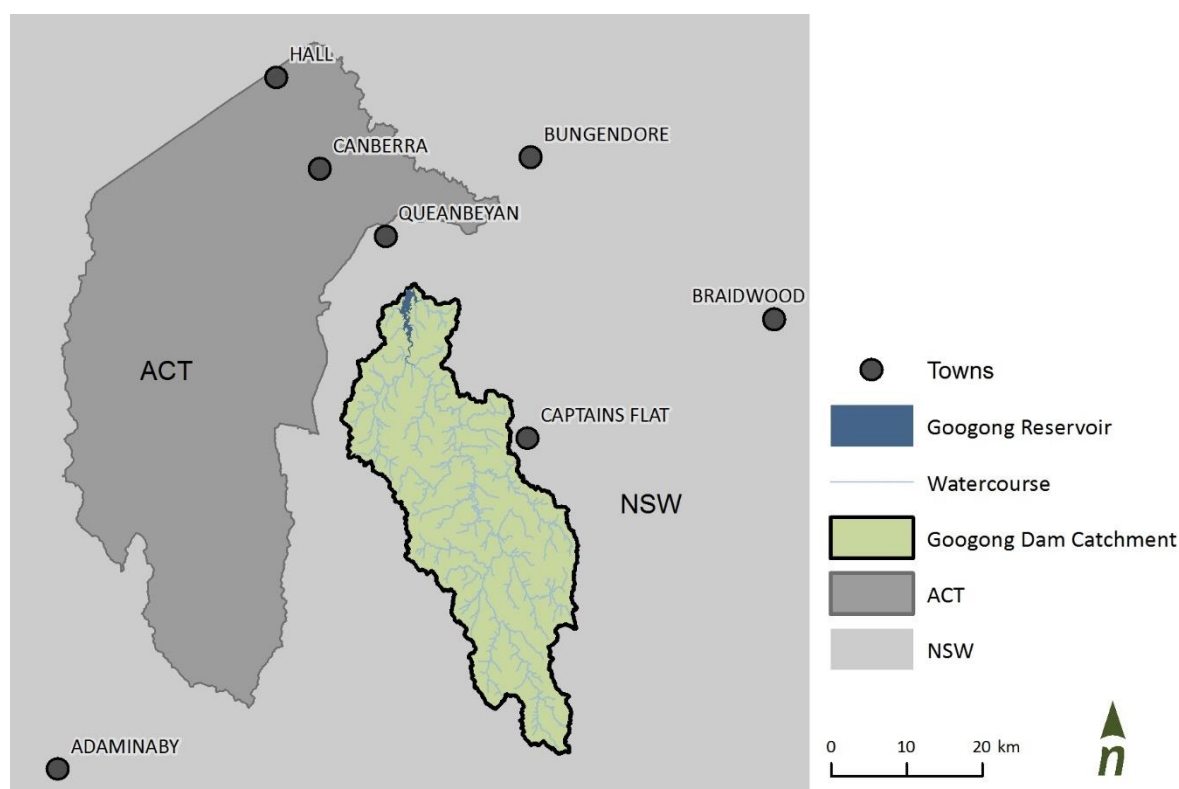 HALL
CANBERRA
BUNGENDORE
QUEANBEYAN
BRAIDWOOD
ACT
CAPTAINS FLAT
NSW
ADAMINABY
Towns
Googong Reservoir
Watercourse
Googong Dam Catchment
ACT
NSW
0 10 20 km
n